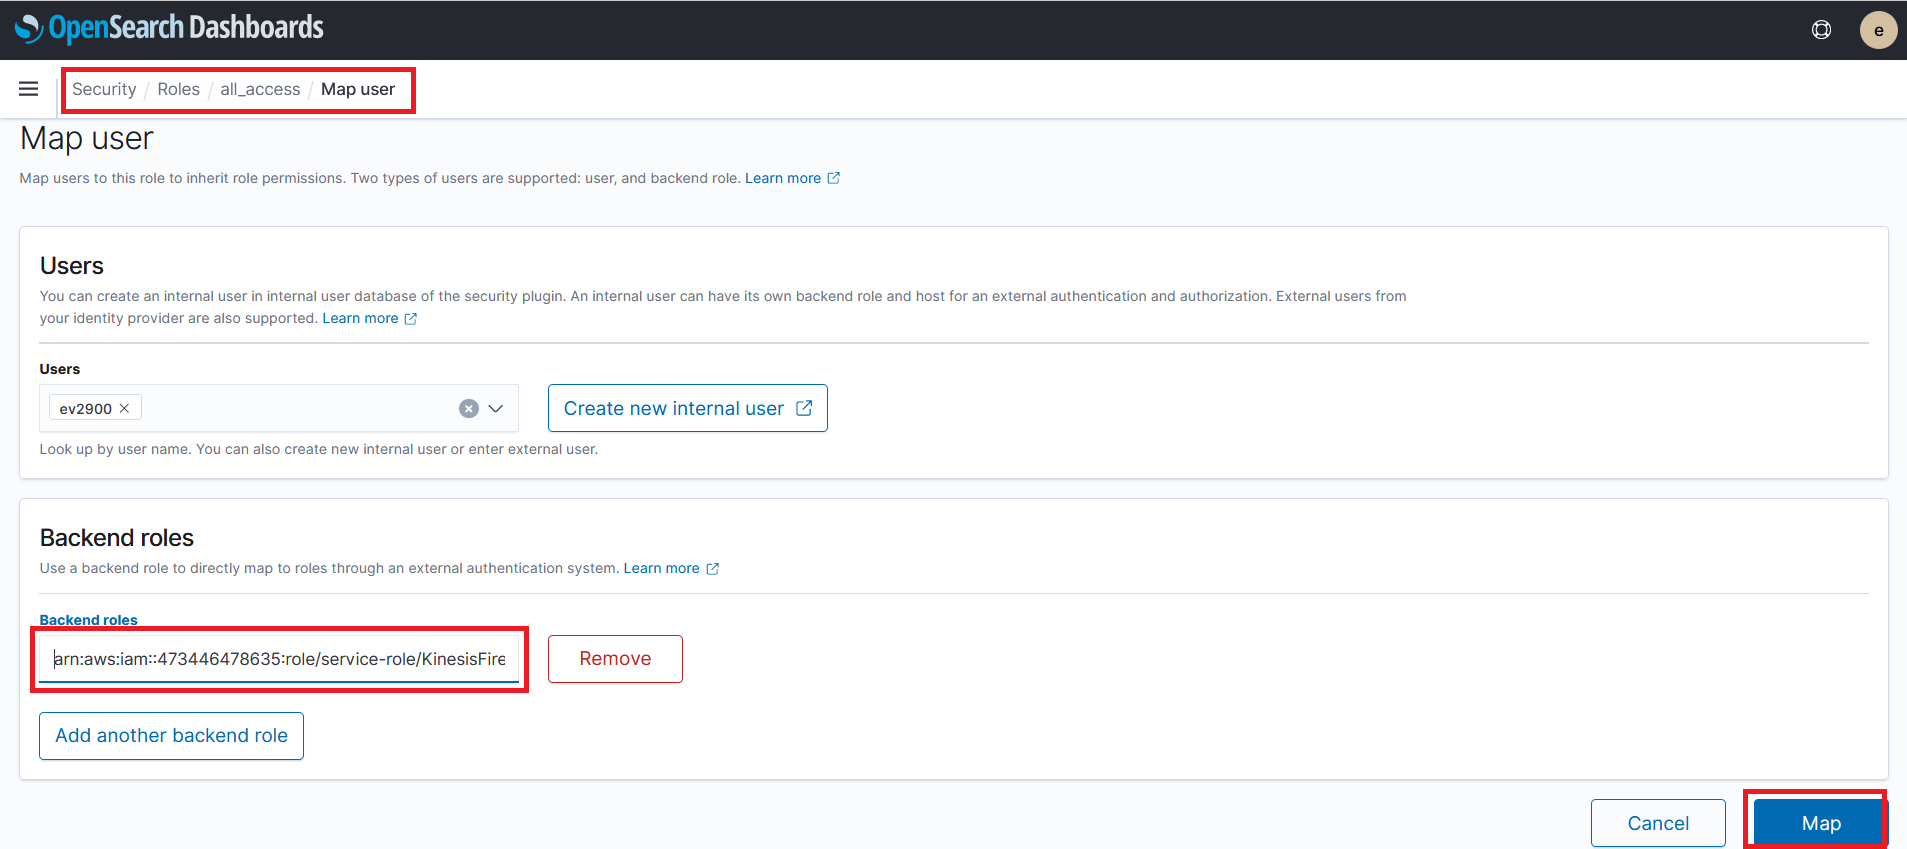 OpenSearch Dashboards
e
Security / Roles / all_access / Map user
Map user
Map users to this role to inherit role permissions. Two types of users are supported: user, and backend role. Learn more
Users
You can create an internal user in internal user database of the security plugin. An internal user can have its own backend role and host for an external authentication and authorization. External users from
your identity provider are also supported. Learn more
Users
ev2900
Create new internal user
Look up by user name. You can also create new internal user or enter external user.
Backend roles
Use a backend role to directly map to roles through an external authentication system. Learn more
Backend roles
arn:aws:iam::473446478635:role/service-role/KinesisFire
Remove
Add another backend role
Cancel
Map